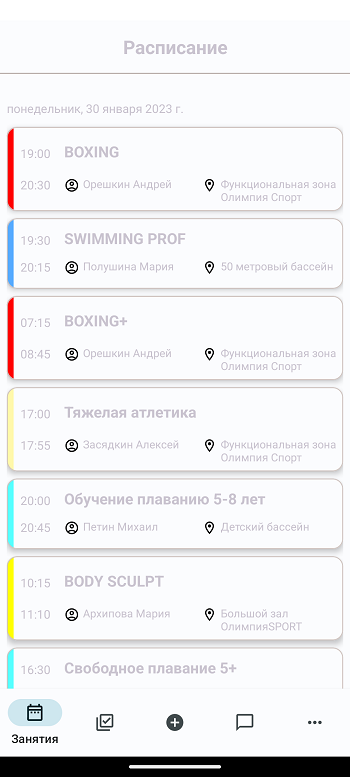 Расписание
понедельник, 30 января 2023 г.
19:00 BOXING
20:30 Орешкин Андрей Функциональная зона
Олимпия Спорт
19:30 SWIMMING PROF
20:15 Полушина Мария 50 метровый бассейн
07:15 BOXING+
08:45 Орешкин Андрей Функциональная зона
Олимпия Спорт
17:00 Тяжелая атлетика
17:55 Засядкин Алексей Функциональная зона
Олимпия Спорт
20:00 Обучение плаванию 5-8 лет
20:45 Петин Михаил Детский бассейн
10:15 BODY SCULPT
11:10 Архипова Мария Большой зал
ОлимпияSPORT
16:30 Свободное плавание 5+
Занятия